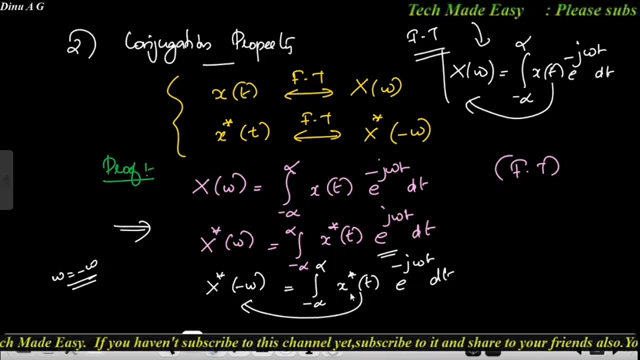 Dinu A G
Tech Made Easy : Please subs
2) Conjugation Property
F.T
X(ω) = ∫_{-α}^{α} x(t) e^{-jωt} dt
x(t) ⟷^{F.T} X(ω)
x*(t) ⟷^{F.T} X*(-ω)
Proof:-
X(ω) = ∫_{-α}^{α} x(t) e^{-jωt} dt
(F.T)
⇒ X*(ω) = ∫_{-α}^{α} x*(t) e^{jωt} dt
ω=-ω
X*(-ω) = ∫_{-α}^{α} x*(t) e^{-jωt} dt
ch Made Easy. If you haven't subscribe to this channel yet,subscribe to it and share to your friends also.Yo